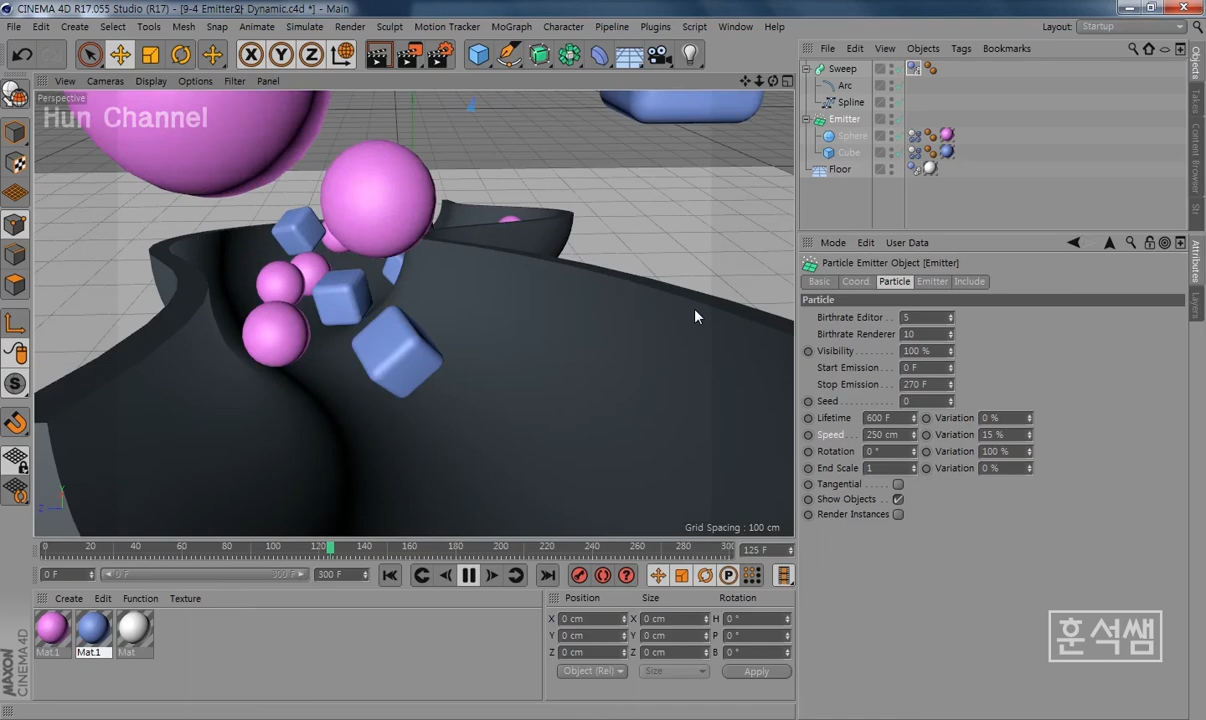 CINEMA 4D R17.055 Studio (R17) - [9-4 Emitter와 Dynamic.c4d *] - Main
File Edit Create Select Tools Mesh Snap Animate Simulate Render Sculpt Motion Tracker MoGraph Character Pipeline Plugins Script Window Help
Layout: Startup
X Y Z
View Cameras Display Options Filter Panel
Perspective
Hun Channel
Grid Spacing : 100 cm
0 20 40 60 80 100 120 140 160 180 200 220 240 260 280 300
125 F
0 F
0 F
300 F
300 F
P
Create Edit Function Texture
Mat.1 Mat.1 Mat
MAXON CINEMA 4D
Position Size Rotation
X 0 cm X 0 cm H 0 °
Y 0 cm Y 0 cm P 0 °
Z 0 cm Z 0 cm B 0 °
Object (Rel) Size Apply
File Edit View Objects Tags Bookmarks
Sweep
Arc
Spline
Emitter
Sphere
Cube
Floor
Objects
Takes
Content Browser
Attributes
Layers
Mode Edit User Data
Particle Emitter Object [Emitter]
Basic Coord. Particle Emitter Include
Particle
Birthrate Editor . . 5
Birthrate Renderer 10
Visibility 100 %
Start Emission 0 F
Stop Emission 270 F
Seed 0
Lifetime 600 F Variation 0 %
Speed 250 cm Variation 15 %
Rotation 0 ° Variation 100 %
End Scale 1 Variation 0 %
Tangential
Show Objects
Render Instances
훈석쌤